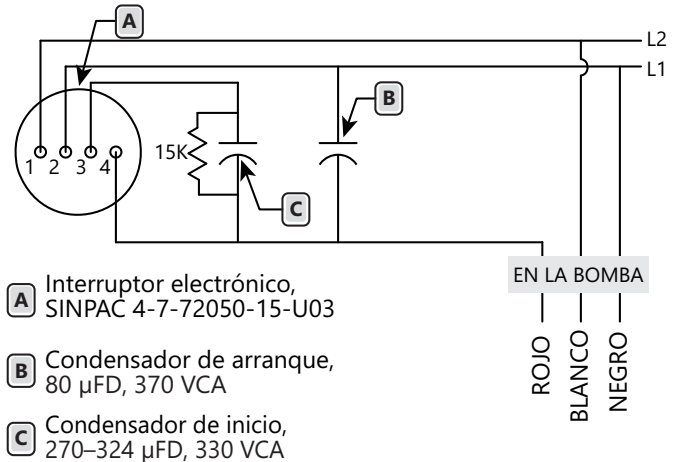 A
L2
L1
B
1 2 3 4
15K
C
EN LA BOMBA
ROJO
BLANCO
NEGRO
A Interruptor electrónico,
SINPAC 4-7-72050-15-U03
B Condensador de arranque,
80 µFD, 370 VCA
C Condensador de inicio,
270–324 µFD, 330 VCA